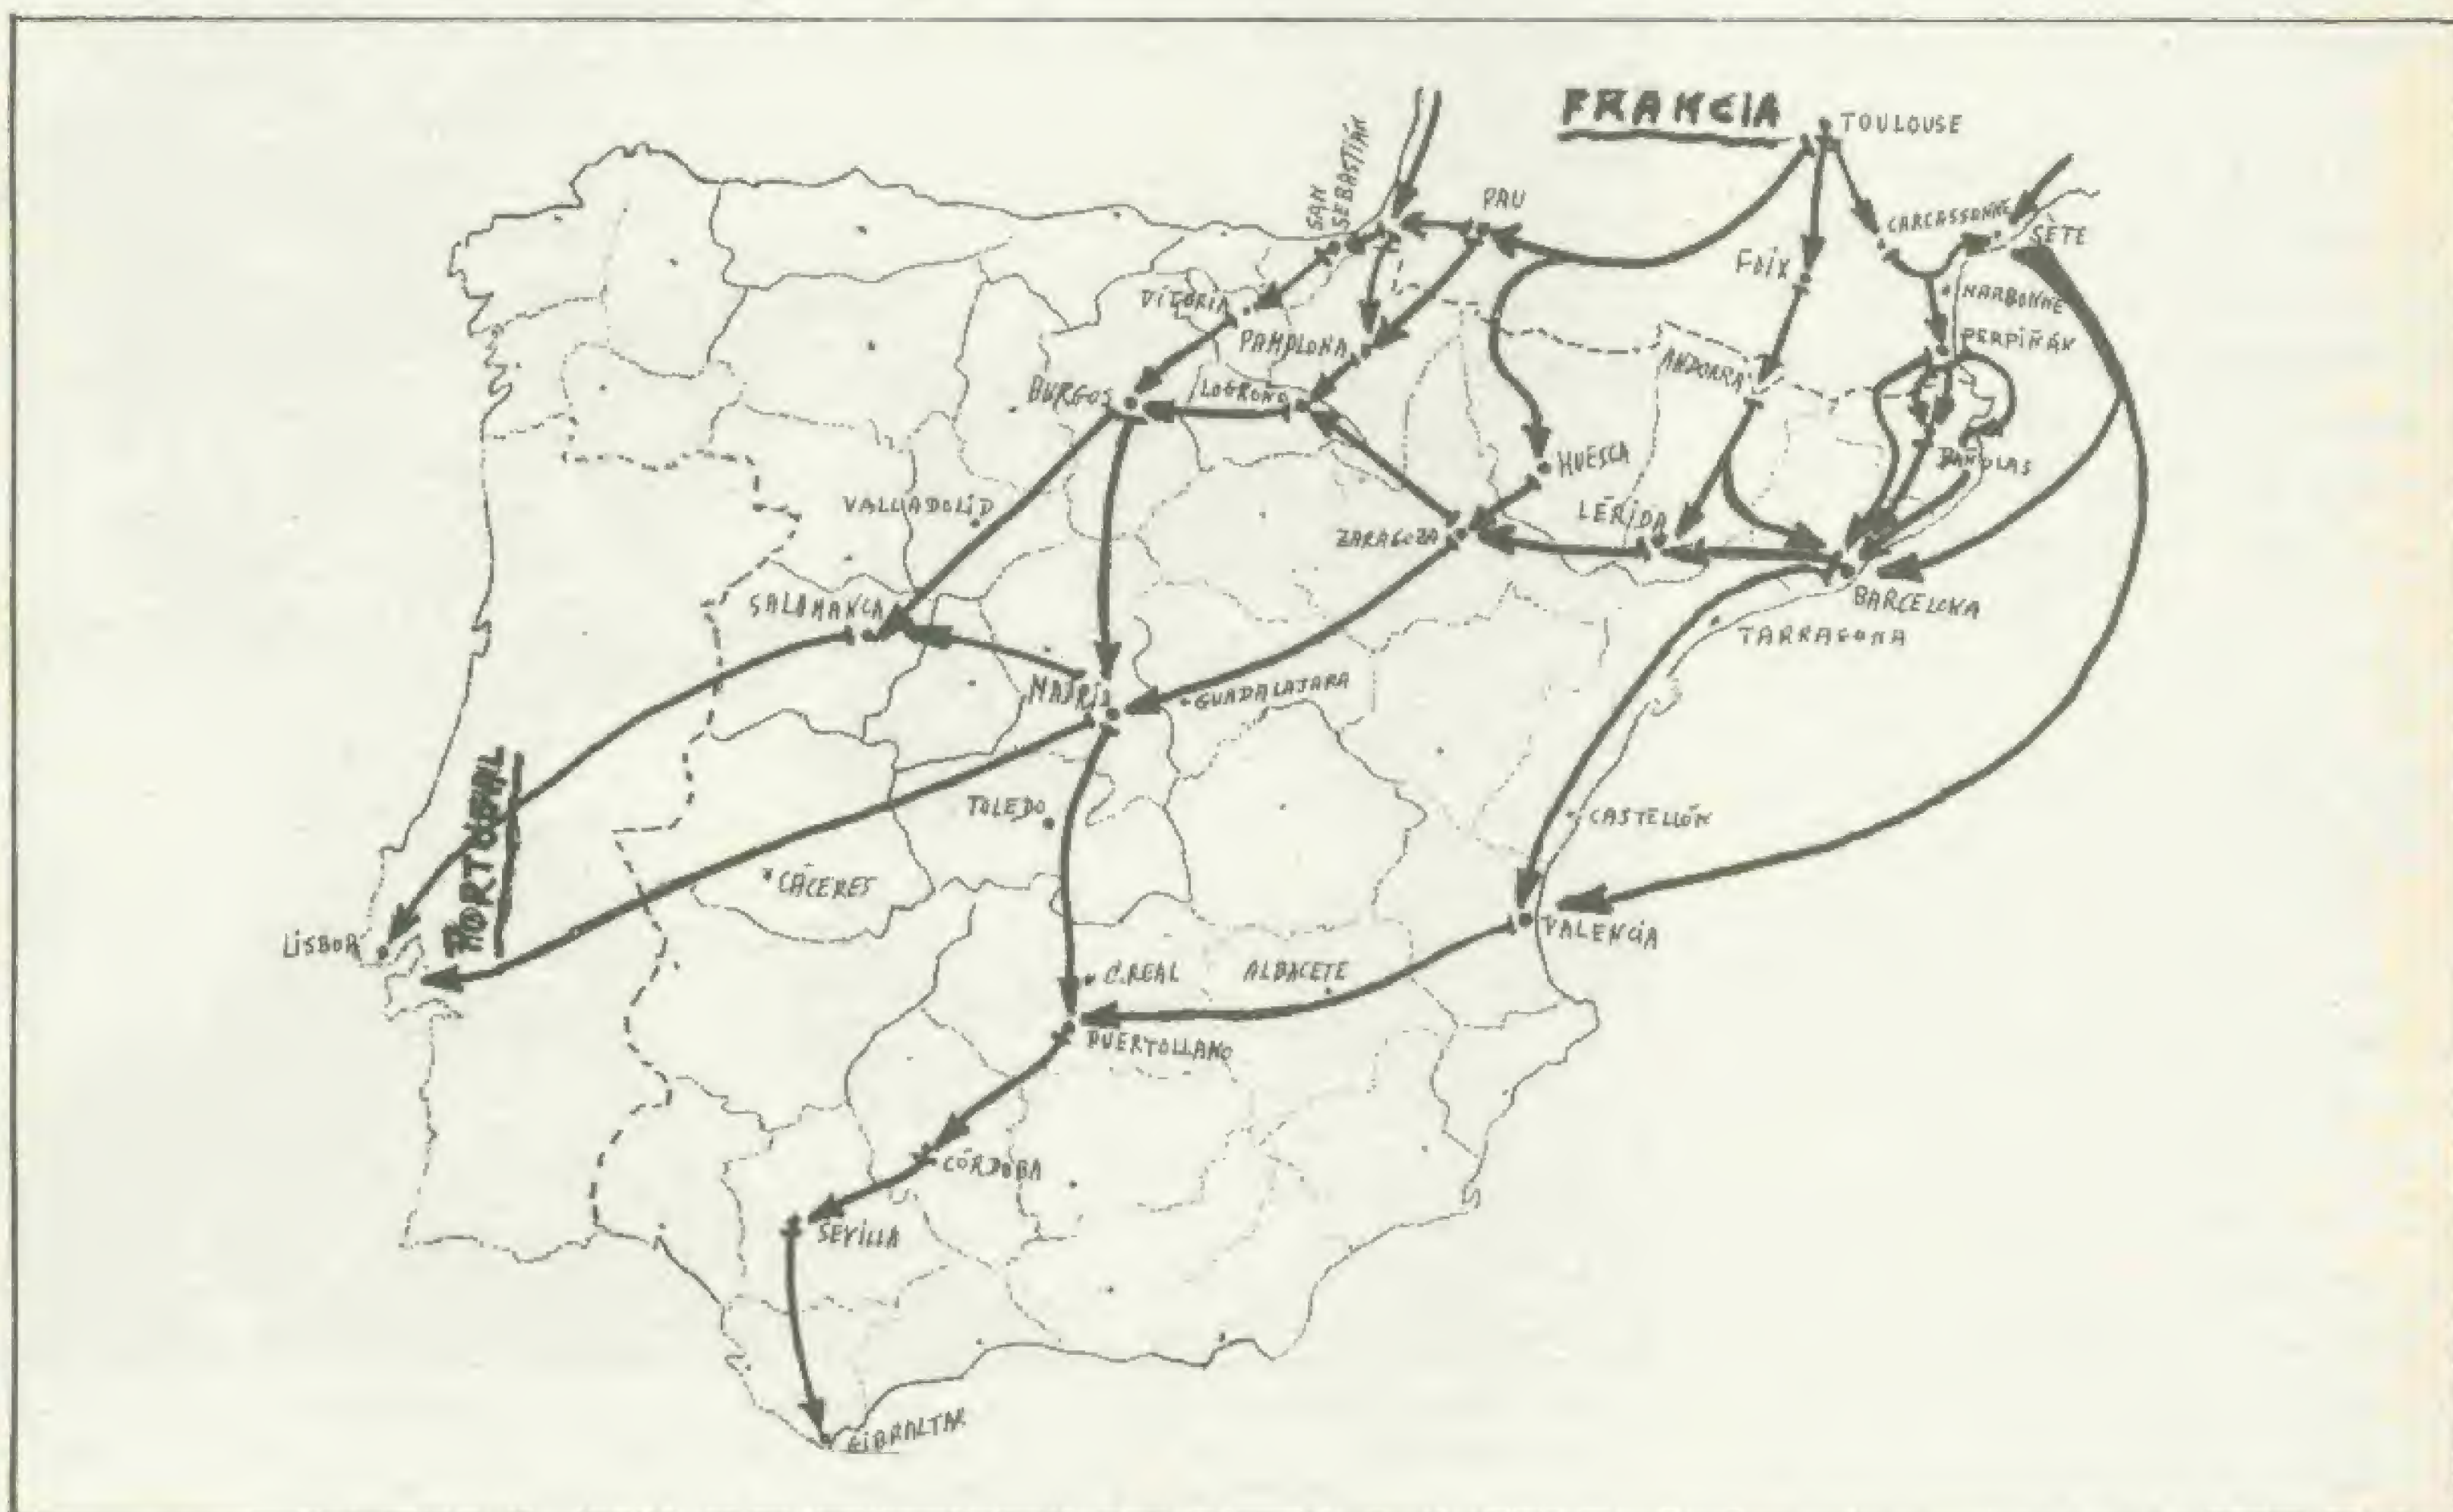 FRANCIA
TOULOUSE
SAN
SEBASTIÁN
PAU
CARCASSONNE
SÈTE
FOIX
VITORIA
NARBONNE
PAMPLONA
PERPIÑÁN
ANDORRA
BURGOS
LOGROÑO
HUESCA
BAÑOLAS
VALLADOLID
LÉRIDA
ZARAGOZA
SALAMANCA
BARCELONA
TARRAGONA
MADRID
GUADALAJARA
PORTUGAL
TOLEDO
CASTELLÓN
CÁCERES
LISBOA
VALENCIA
C.REAL
ALBACETE
PUERTOLLANO
CÓRDOBA
SEVILLA
GIBRALTAR